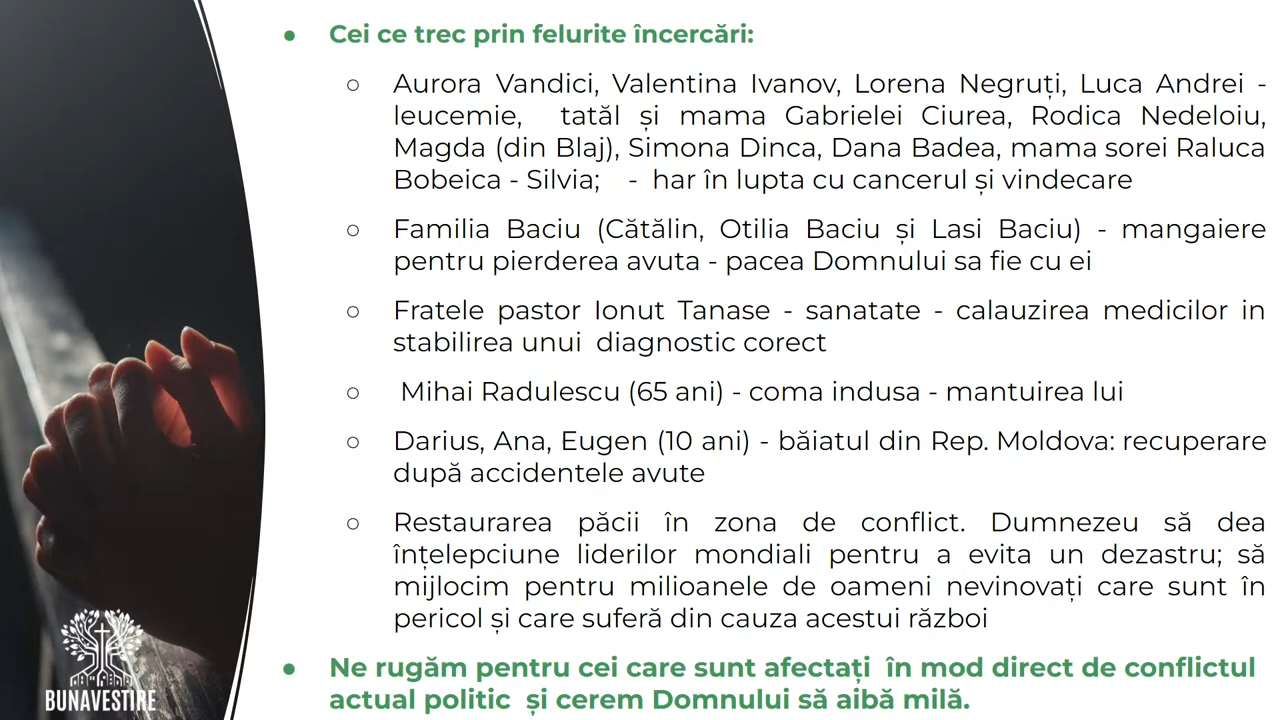 Cei ce trec prin felurite încercări:
Aurora Vandici, Valentina Ivanov, Lorena Negruți, Luca Andrei -
leucemie, tatăl și mama Gabrielei Ciurea, Rodica Nedeloiu,
Magda (din Blaj), Simona Dinca, Dana Badea, mama sorei Raluca
Bobeica - Silvia; - har în lupta cu cancerul și vindecare
Familia Baciu (Cătălin, Otilia Baciu și Lasi Baciu) - mangaiere
pentru pierderea avuta - pacea Domnului sa fie cu ei
Fratele pastor Ionut Tanase - sanatate - calauzirea medicilor in
stabilirea unui diagnostic corect
Mihai Radulescu (65 ani) - coma indusa - mantuirea lui
Darius, Ana, Eugen (10 ani) - băiatul din Rep. Moldova: recuperare
după accidentele avute
Restaurarea păcii în zona de conflict. Dumnezeu să dea
înțelepciune liderilor mondiali pentru a evita un dezastru; să
mijlocim pentru milioanele de oameni nevinovați care sunt în
pericol și care suferă din cauza acestui război
Ne rugăm pentru cei care sunt afectați în mod direct de conflictul
actual politic și cerem Domnului să aibă milă.
BUNAVESTIRE